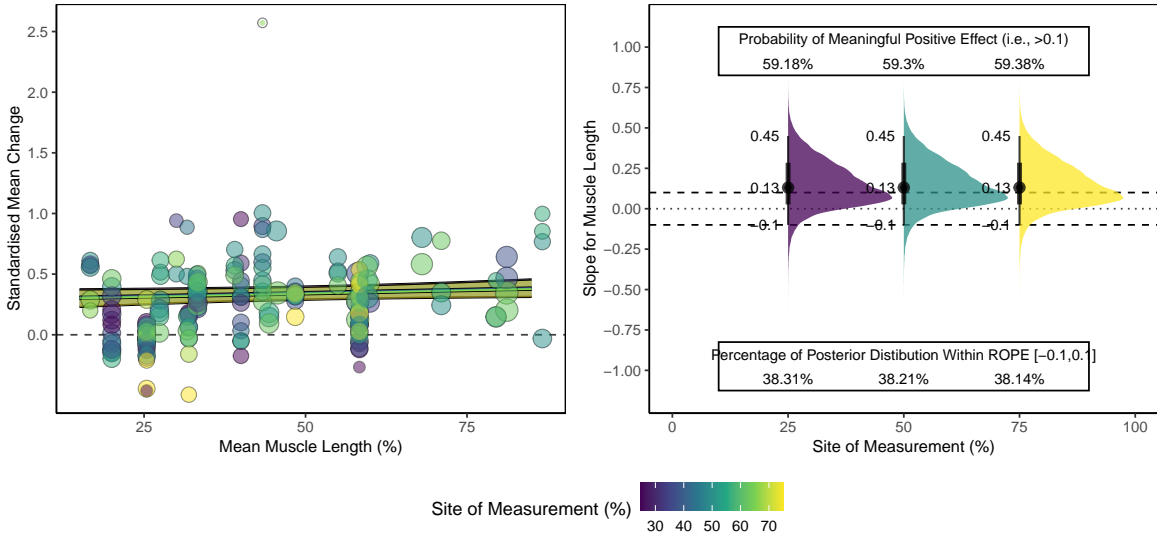 Standardised Mean Change
2.5
2.0
1.5
1.0
0.5
0.0
25 50 75
Mean Muscle Length (%)
Slope for Muscle Length
1.00
0.75
0.50
0.25
0.00
−0.25
−0.50
−0.75
−1.00
Probability of Meaningful Positive Effect (i.e., >0.1)
59.18% 59.3% 59.38%
0.45 0.45 0.45
0.13 0.13 0.13
−0.1 −0.1 −0.1
Percentage of Posterior Distibution Within ROPE [−0.1,0.1]
38.31% 38.21% 38.14%
0 25 50 75 100
Site of Measurement (%)
Site of Measurement (%)
30 40 50 60 70